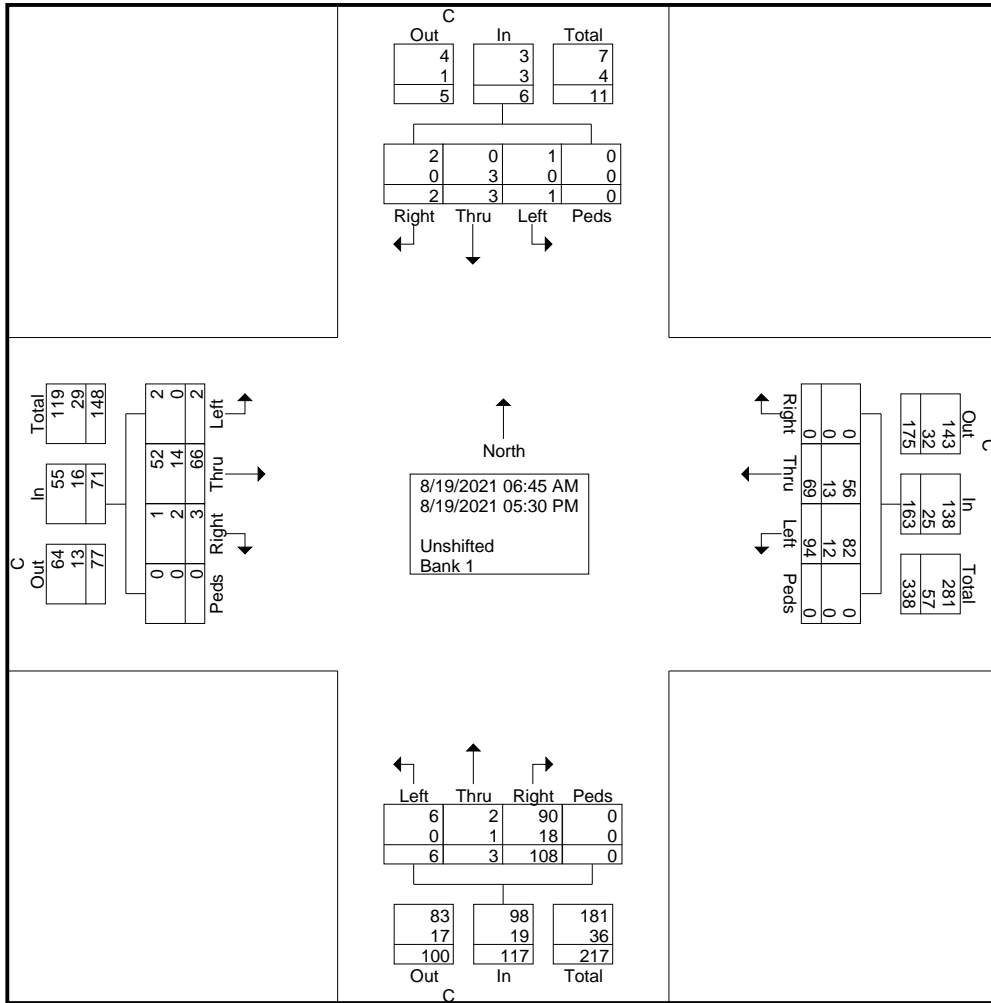 C
Out In Total
4 3 7
1 3 4
5 6 11
2 0 1 0
0 3 0 0
2 3 1 0
Right Thru Left Peds
Total In Out
C
119 55 64
29 16 13
148 71 77
2 52 1 0
0 14 2 0
2 66 3 0
Left Thru Right Peds
North
8/19/2021 06:45 AM
8/19/2021 05:30 PM
Unshifted
Bank 1
Right Thru Left Peds
0 56 82 0
0 13 12 0
0 69 94 0
C
Out In Total
143 138 281
32 25 57
175 163 338
Left Thru Right Peds
6 2 90 0
0 1 18 0
6 3 108 0
83 98 181
17 19 36
100 117 217
Out In Total
C